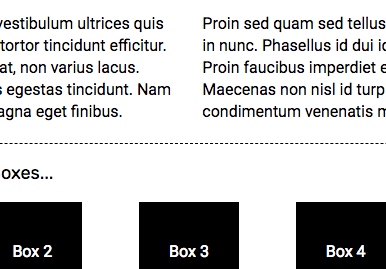 vestibulum ultrices quis
tortor tincidunt efficitur.
at, non varius lacus.
egestas tincidunt. Nam
agna eget finibus.
Proin sed quam sed tellus
in nunc. Phasellus id dui
Proin faucibus imperdiet
Maecenas non nisl id turp
condimentum venenatis
oxes...
Box 2
Box 3
Box 4